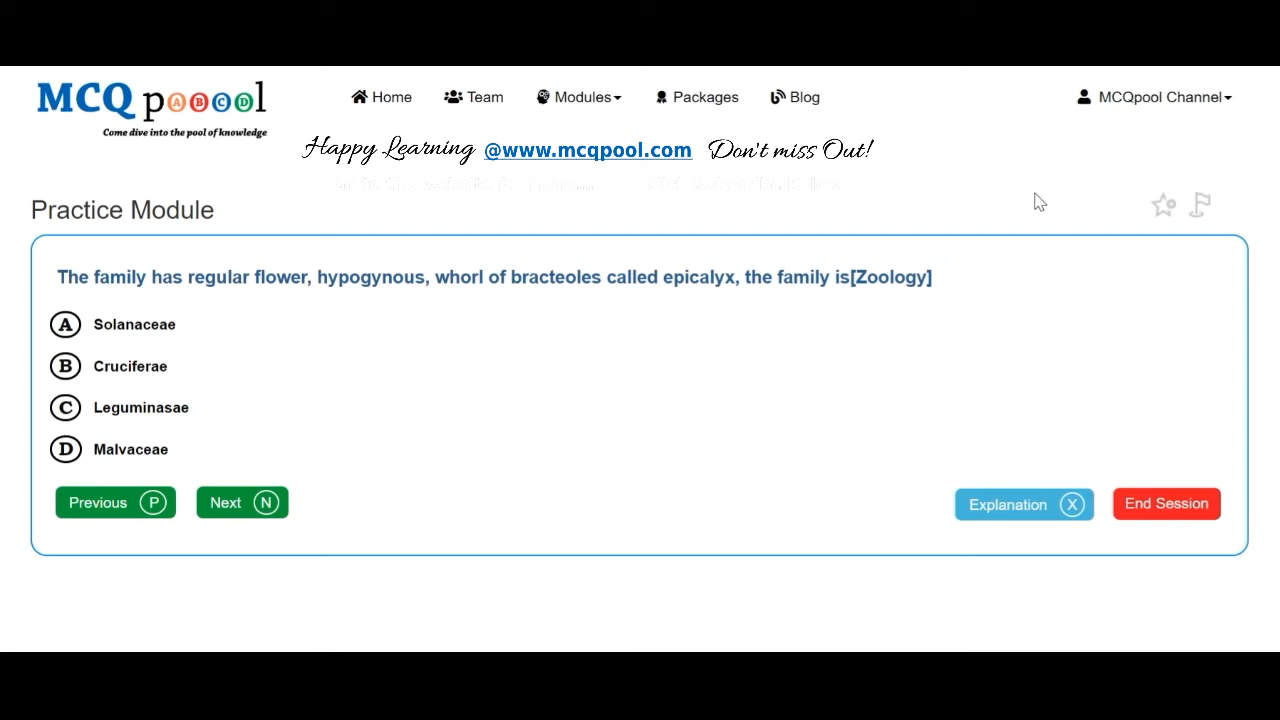 MCQ pooool
Come dive into the pool of knowledge
Home Team Modules Packages Blog MCQpool Channel
Happy Learning @www.mcqpool.com Don't miss Out!
Practice Module
The family has regular flower, hypogynous, whorl of bracteoles called epicalyx, the family is[Zoology]
A Solanaceae
B Cruciferae
C Leguminasae
D Malvaceae
Previous P Next N Explanation X End Session